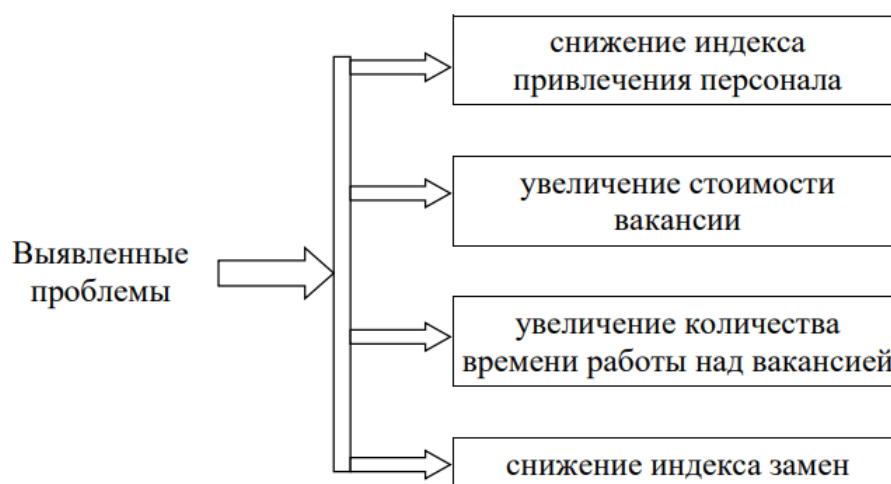 снижение индекса
привлечения персонала
увеличение стоимости
вакансии
Выявленные
проблемы
увеличение количества
времени работы над вакансией
снижение индекса замен